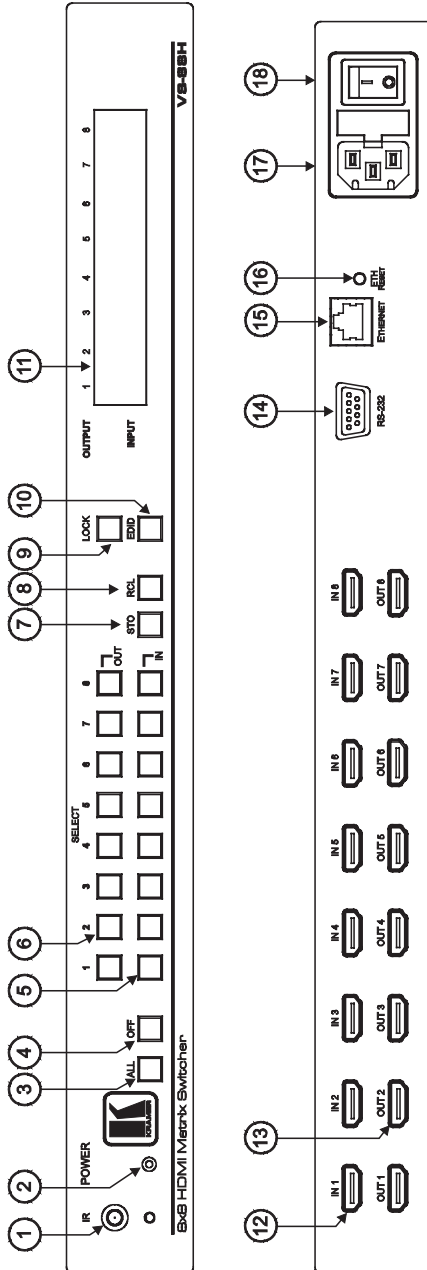 1 2 3 4 5 6 7 8 9 10 11
IR
POWER
KRAMER
ALL
OFF
SELECT
1 2 3 4 5 6 7 8
OUT
IN
STO
RCL
LOCK
EDID
OUTPUT
1 2 3 4 5 6 7 8
INPUT
8x8 HDMI Matrix Switcher
VS-88H
12 13 14 15 16 17 18
IN 1 IN 2 IN 3 IN 4 IN 5 IN 6 IN 7 IN 8
OUT 1 OUT 2 OUT 3 OUT 4 OUT 5 OUT 6 OUT 7 OUT 8
RS-232
ETHERNET
ETH
RESET